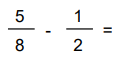 5/8 - 1/2 =